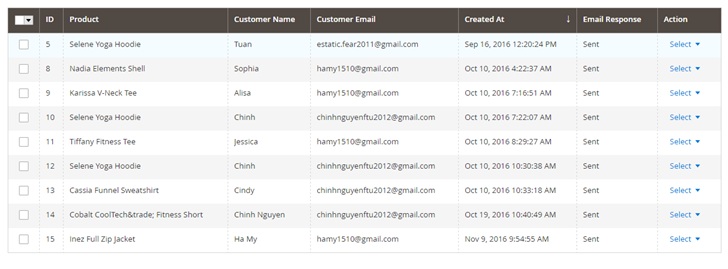 ID Product Customer Name Customer Email Created At ↓ Email Response Action
5 Selene Yoga Hoodie Tuan estatic.fear2011@gmail.com Sep 16, 2016 12:20:24 PM Sent Select
8 Nadia Elements Shell Sophia hamy1510@gmail.com Oct 10, 2016 4:22:37 AM Sent Select
9 Karissa V-Neck Tee Alisa hamy1510@gmail.com Oct 10, 2016 7:16:51 AM Sent Select
10 Selene Yoga Hoodie Chinh chinhnguyenftu2012@gmail.com Oct 10, 2016 7:22:07 AM Sent Select
11 Tiffany Fitness Tee Jessica hamy1510@gmail.com Oct 10, 2016 8:29:27 AM Sent Select
12 Selene Yoga Hoodie Chinh chinhnguyenftu2012@gmail.com Oct 10, 2016 10:30:38 AM Sent Select
13 Cassia Funnel Sweatshirt Cindy chinhnguyenftu2012@gmail.com Oct 10, 2016 10:33:18 AM Sent Select
14 Cobalt CoolTech&trade; Fitness Short Chinh Nguyen chinhnguyenftu2012@gmail.com Oct 19, 2016 10:40:49 AM Sent Select
15 Inez Full Zip Jacket Ha My hamy1510@gmail.com Nov 9, 2016 9:54:55 AM Sent Select